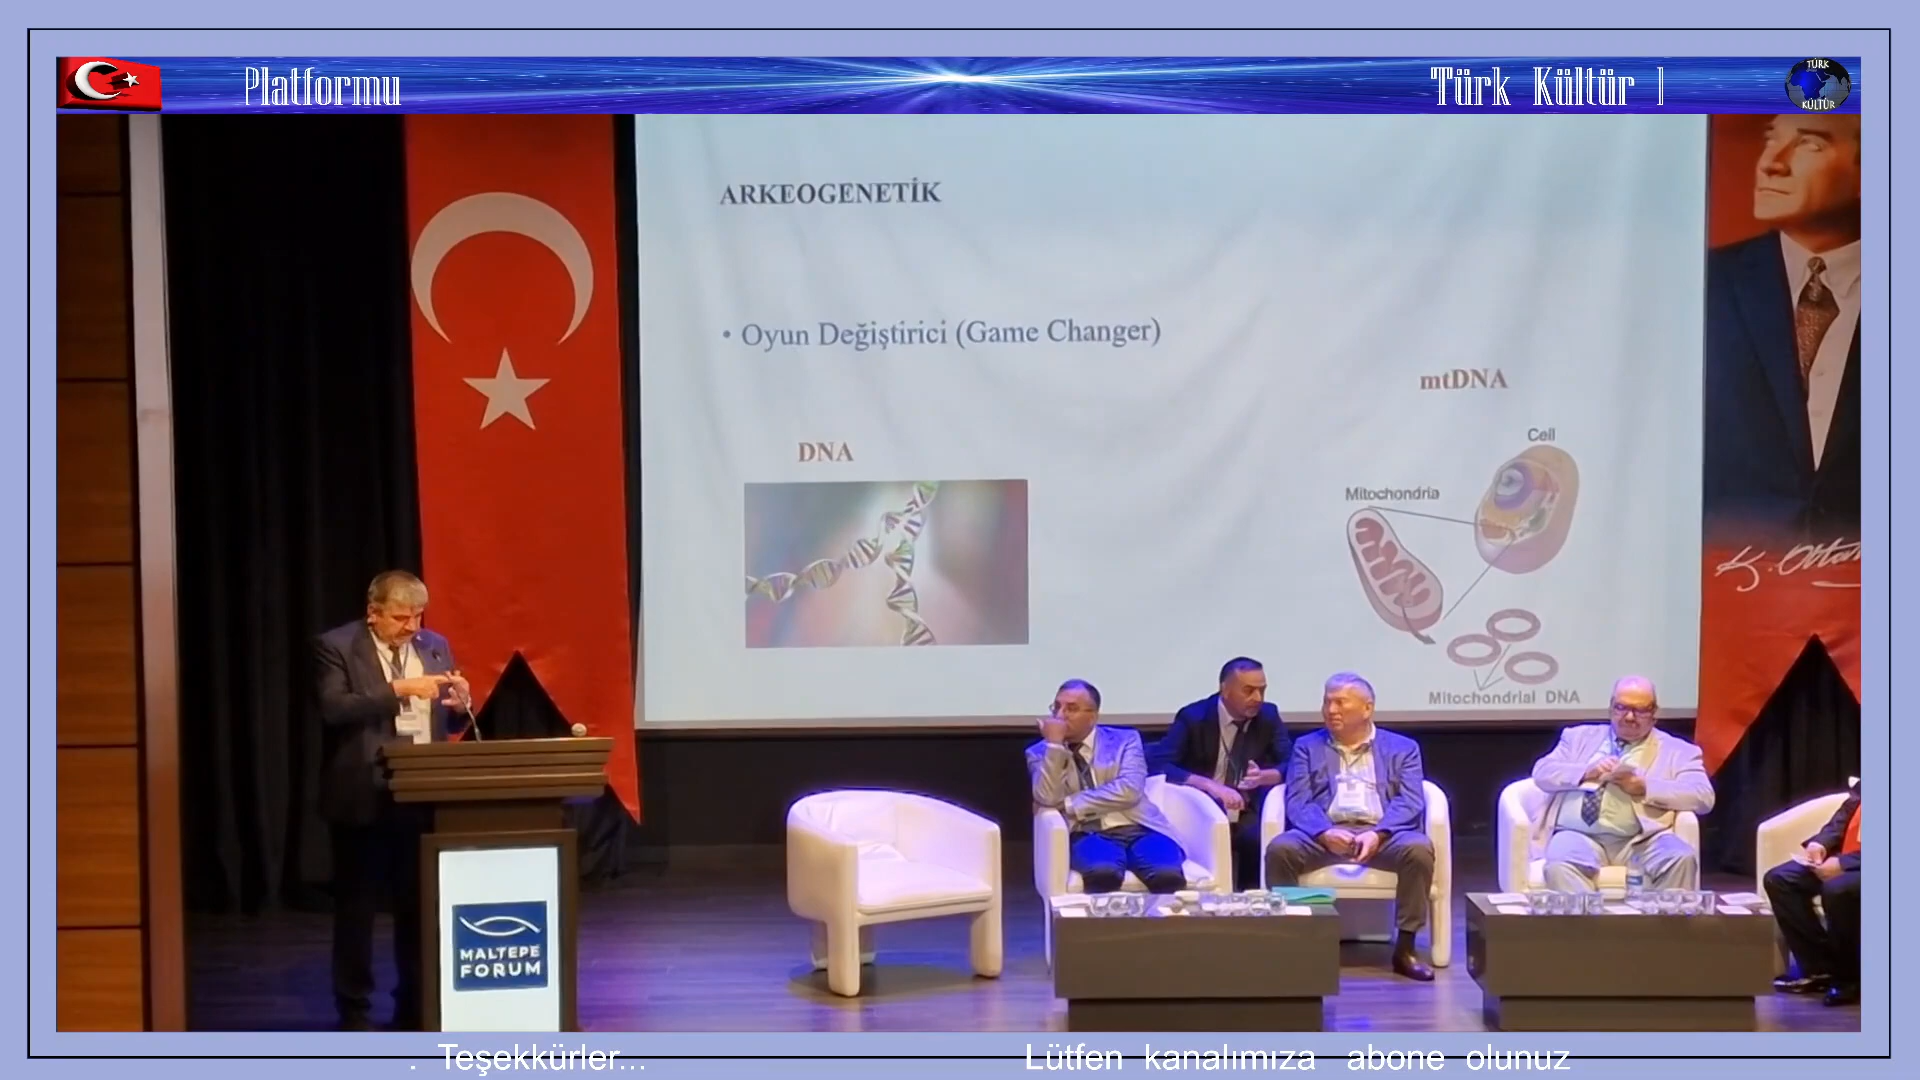 Platformu
Türk Kültür
TÜRK
KÜLTÜR
ARKEOGENETİK
• Oyun Değiştirici (Game Changer)
mtDNA
DNA
Cell
Mitochondria
Mitochondrial DNA
K. Ata
MALTEPE
FORUM
. Teşekkürler...
Lütfen kanalımıza abone olunuz